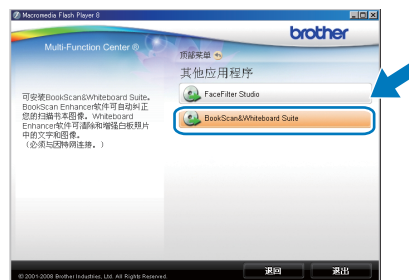 Macromedia Flash Player 8
brother
Multi-Function Center ®
顶部菜单
其他应用程序
FaceFilter Studio
BookScan&Whiteboard Suite
可安装BookScan&Whiteboard Suite。
BookScan Enhancer软件可自动纠正
您的扫描书本图像。Whiteboard
Enhancer软件可清除和增强白板照片
中的文字和图像。
（必须与因特网连接。）
© 2001-2008 Brother Industries, Ltd. All Rights Reserved.
退回
退出